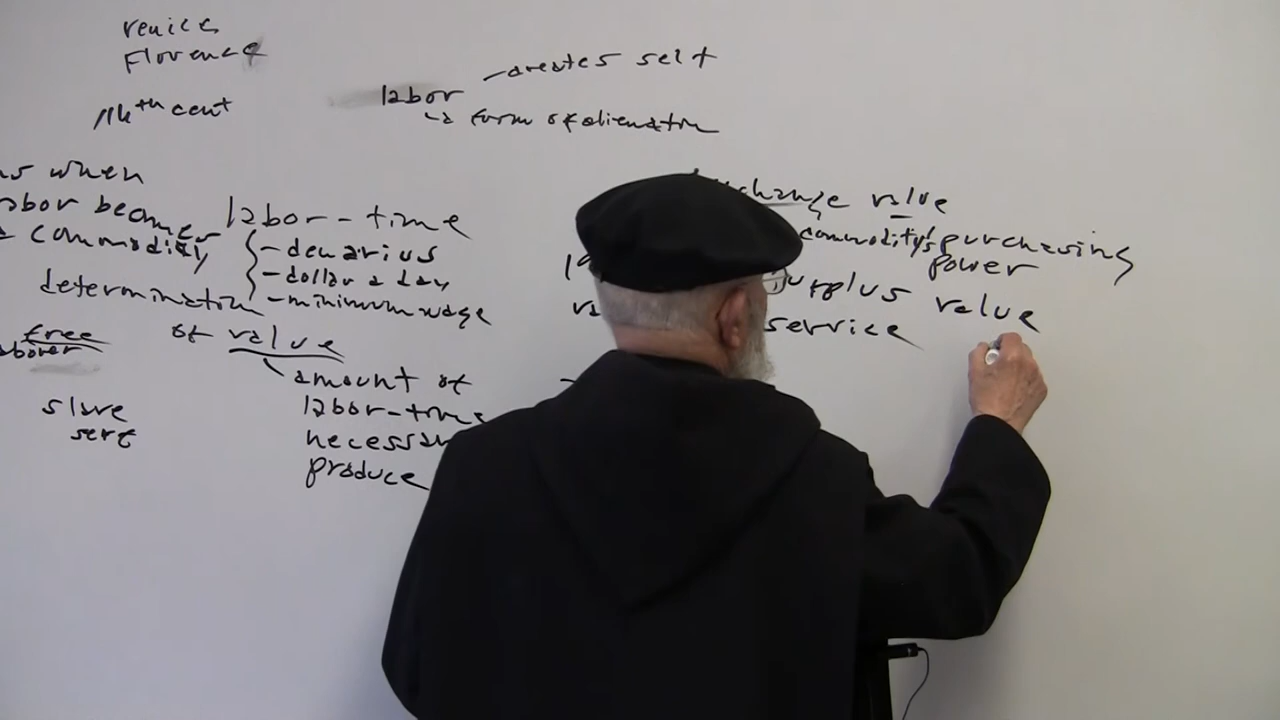 venice
Florence
14th cent
labor
creates self
form of alienation
when
labor becomes
a commodity
labor-time
- denarius
- dollar a day
- minimum wage
determination
of value
free
laborer
slave
serf
amount of
labor-time
necessary
produce
exchange value
commodity's purchasing
power
surplus value
service